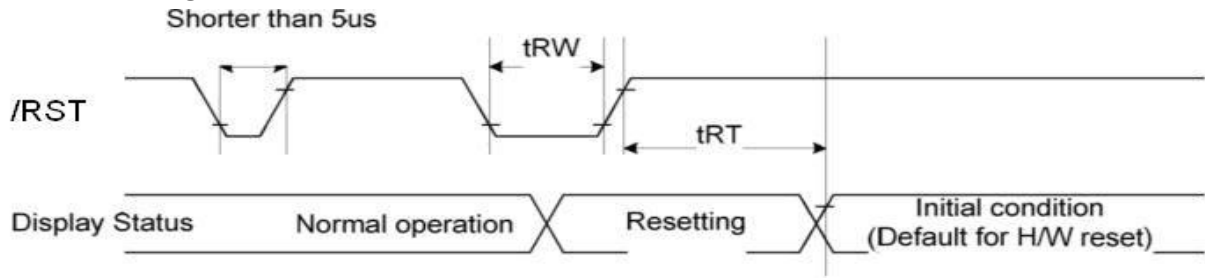 Shorter than 5us
tRW
/RST
tRT
Display Status
Normal operation
Resetting
Initial condition
(Default for H/W reset)